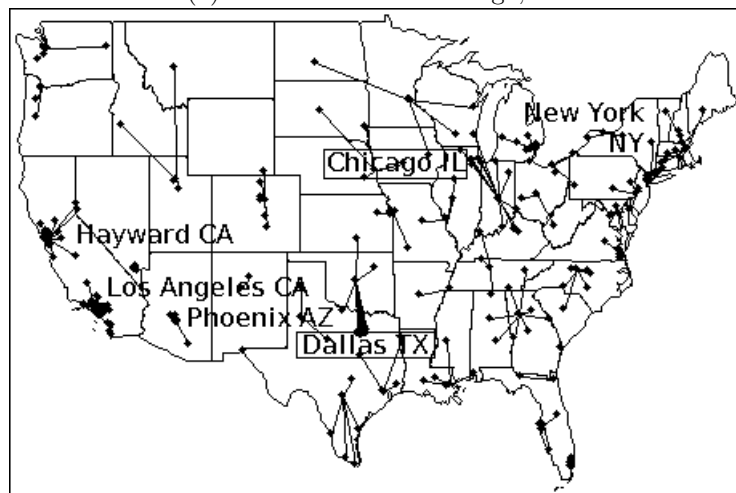 New York
NY
Chicago IL
Hayward CA
Los Angeles CA
Phoenix AZ
Dallas TX